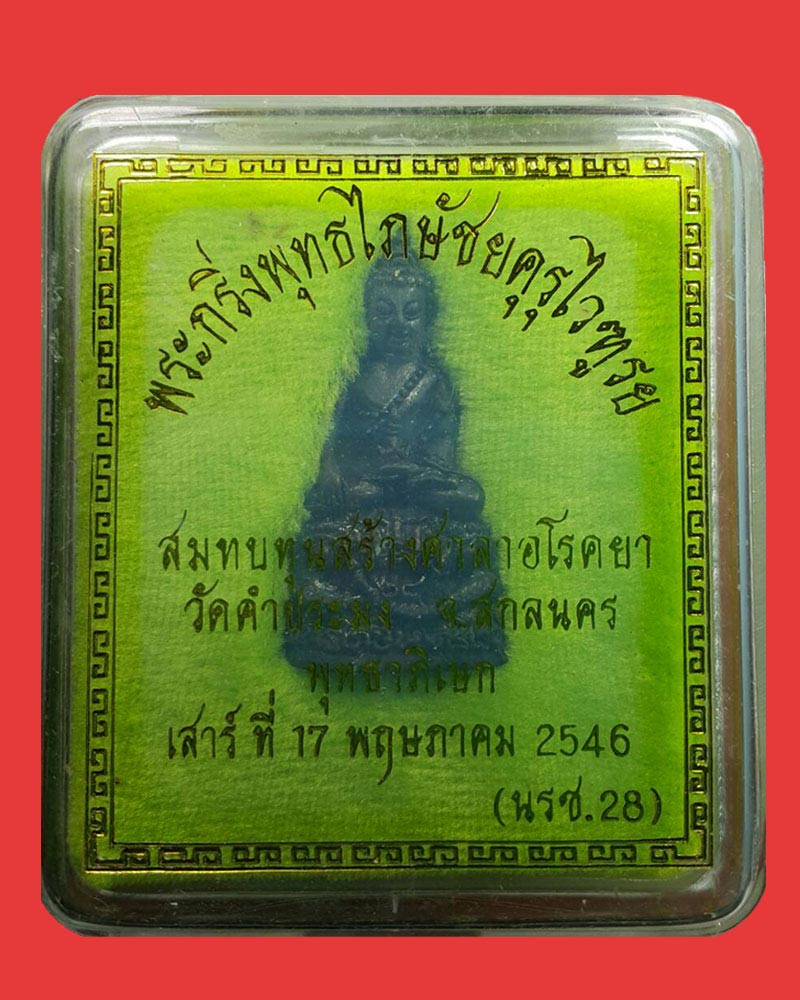 พระกริ่งพุทธไภษัชยคุรุไวฑูรย
สมทบทุนสร้างศาลาอโรคยา
วัดคำประมง จ.สกลนคร
พุทธาภิเษก
เสาร์ ที่ 17 พฤษภาคม 2546
(นรซ.28)